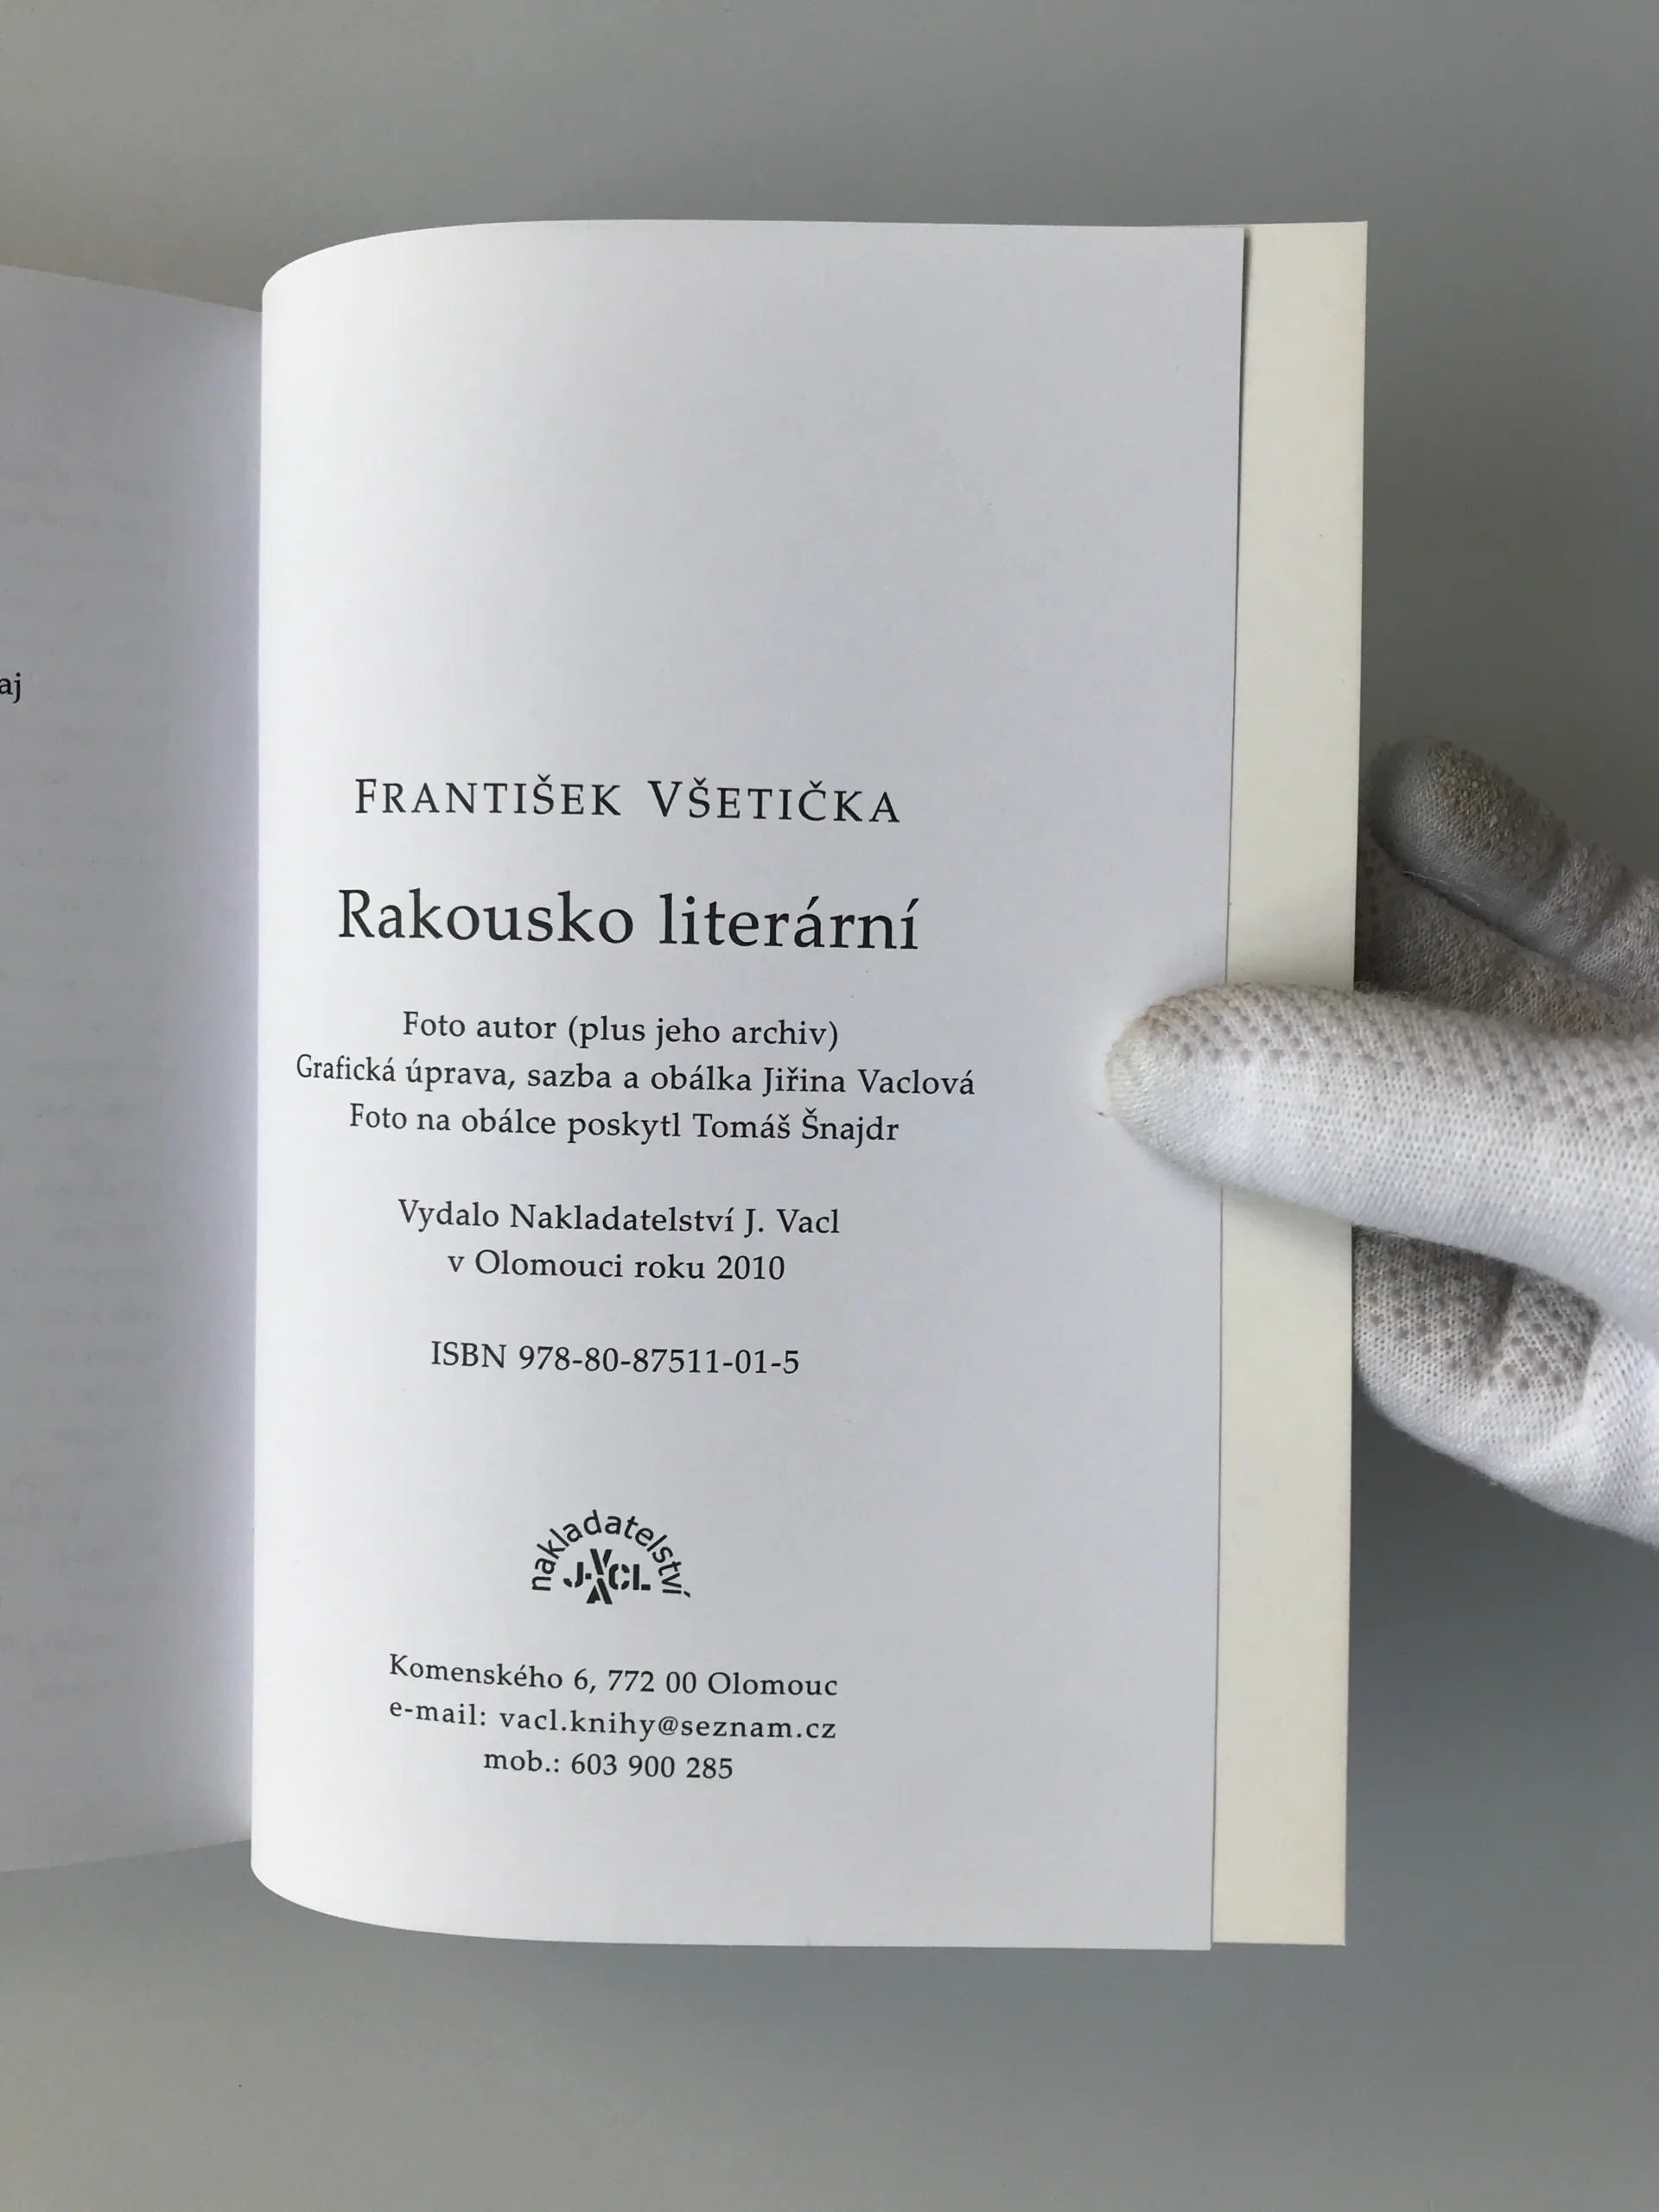 aj
FRANTIŠEK VŠETIČKA
Rakousko literární
Foto autor (plus jeho archiv)
Grafická úprava, sazba a obálka Jiřina Vaclová
Foto na obálce poskytl Tomáš Šnajdr
Vydalo Nakladatelství J. Vacl
v Olomouci roku 2010
ISBN 978-80-87511-01-5
nakladatelství
J. VACL
Komenského 6, 772 00 Olomouc
e-mail: vacl.knihy@seznam.cz
mob.: 603 900 285